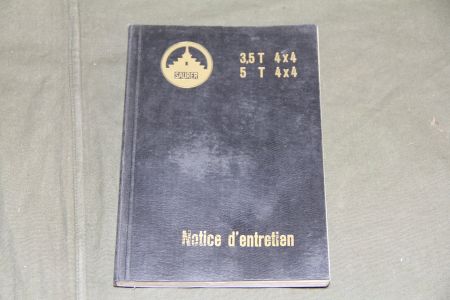 SAURER
3,5 T 4x4
5 T 4x4
Notice d'entretien